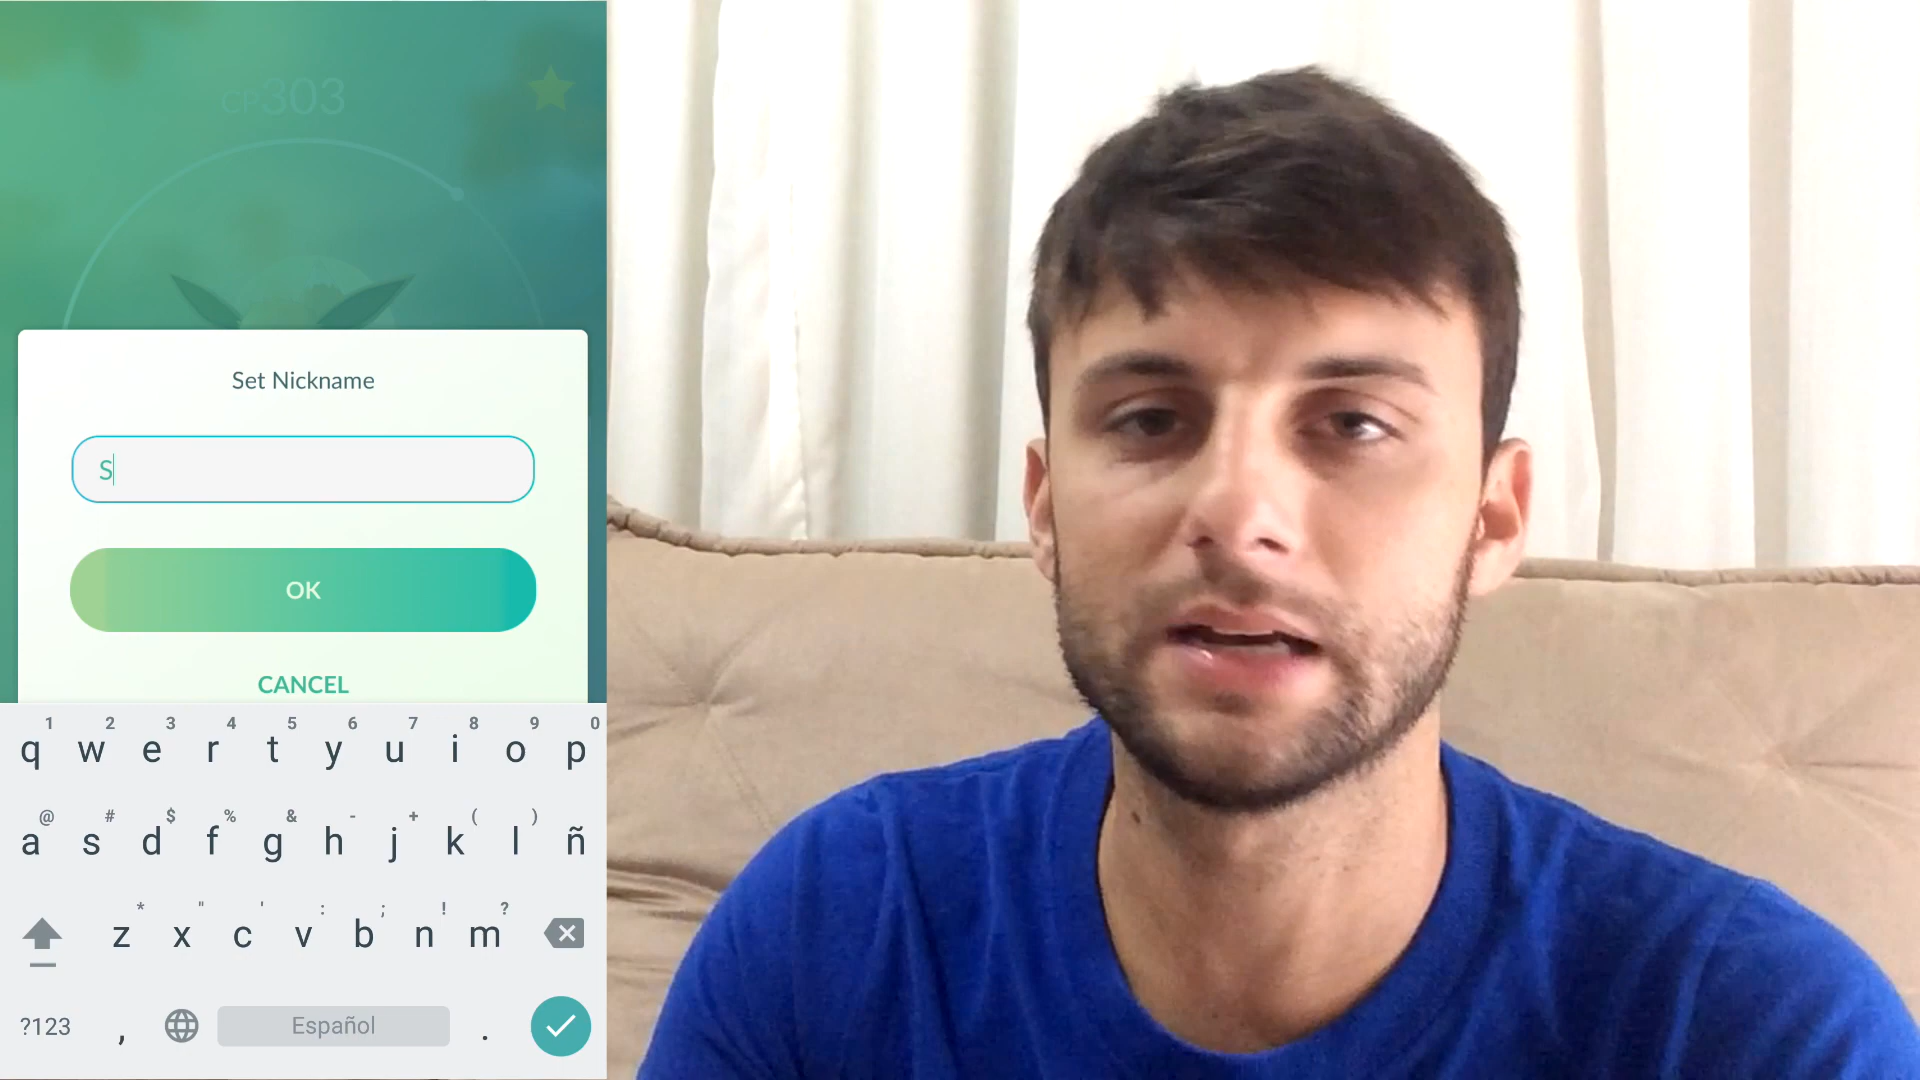 CP303
Set Nickname
S
OK
CANCEL
1 2 3 4 5 6 7 8 9 0
q w e r t y u i o p
@ # $ % & - + ( )
a s d f g h j k l ñ
* " ' : ; ! ?
z x c v b n m
?123 , Español .